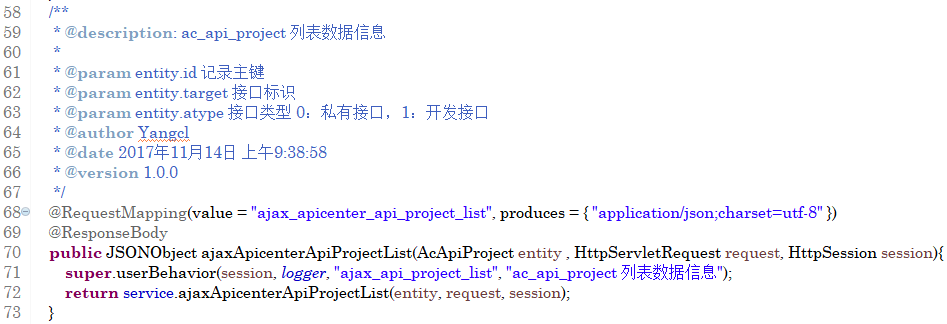 58 /**
59 * @description: ac_api_project 列表数据信息
60 *
61 * @param entity.id 记录主键
62 * @param entity.target 接口标识
63 * @param entity.atype 接口类型 0：私有接口，1：开发接口
64 * @author Yangcl
65 * @date 2017年11月14日 上午9:38:58
66 * @version 1.0.0
67 */
68 @RequestMapping(value = "ajax_apicenter_api_project_list", produces = { "application/json;charset=utf-8" })
69 @ResponseBody
70 public JSONObject ajaxApicenterApiProjectList(AcApiProject entity , HttpServletRequest request, HttpSession session){
71 super.userBehavior(session, logger, "ajax_api_project_list", "ac_api_project 列表数据信息");
72 return service.ajaxApicenterApiProjectList(entity, request, session);
73 }